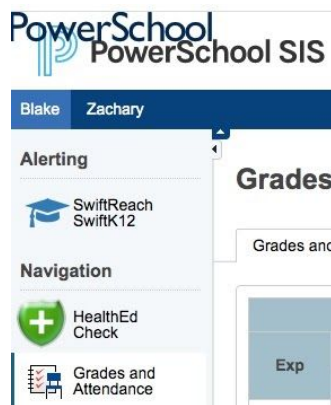 PowerSchool
PowerSchool SIS
Blake Zachary
Alerting
SwiftReach
SwiftK12
Navigation
HealthEd
Check
Grades and
Attendance
Grades
Grades and
Exp